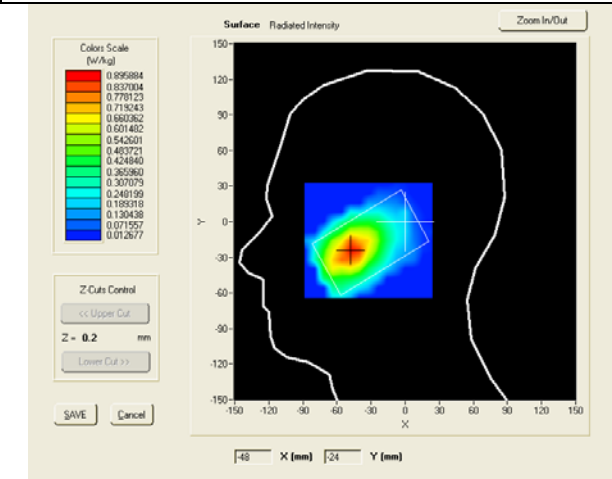 Surface Radiated Intensity
Zoom In/Out
Colors Scale
(W/kg)
0.895884
0.837004
0.778123
0.719243
0.660362
0.601482
0.542601
0.483721
0.424840
0.365960
0.307079
0.248199
0.189318
0.130438
0.071557
0.012677
150
120
90
60
30
0
-30
-60
-90
-120
-150
Y
-150 -120 -90 -60 -30 0 30 60 90 120 150
X
Z-Cuts Control
<< Upper Cut
Z = 0.2 mm
Lower Cut >>
SAVE Cancel
-48 X (mm) -24 Y (mm)